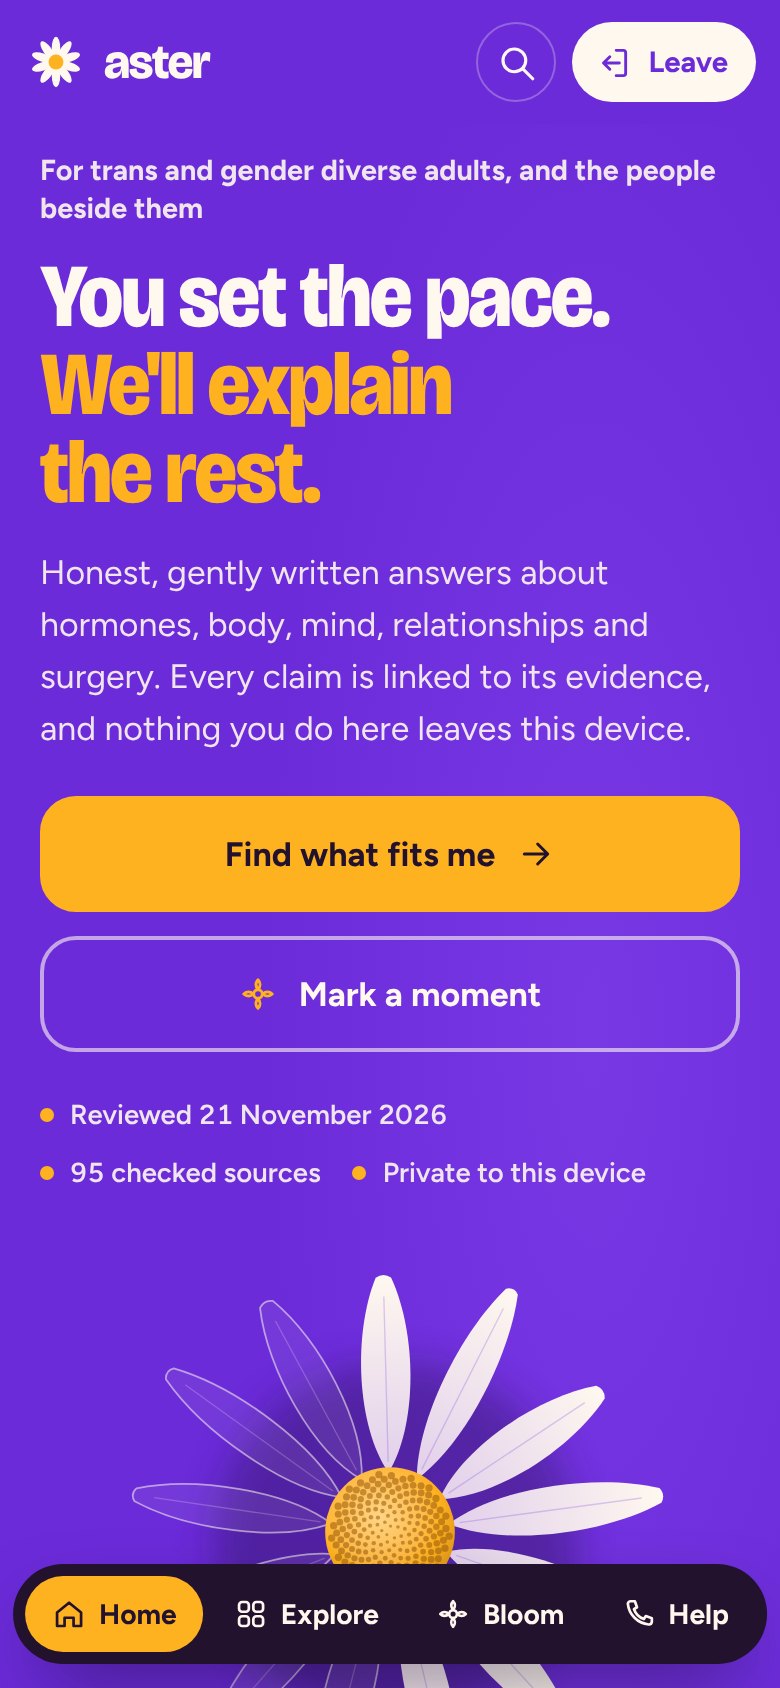 aster
Leave
For trans and gender diverse adults, and the people
beside them
You set the pace.
We'll explain
the rest.
Honest, gently written answers about
hormones, body, mind, relationships and
surgery. Every claim is linked to its evidence,
and nothing you do here leaves this device.
Find what fits me →
Mark a moment
Reviewed 21 November 2026
95 checked sources
Private to this device
Home
Explore
Bloom
Help